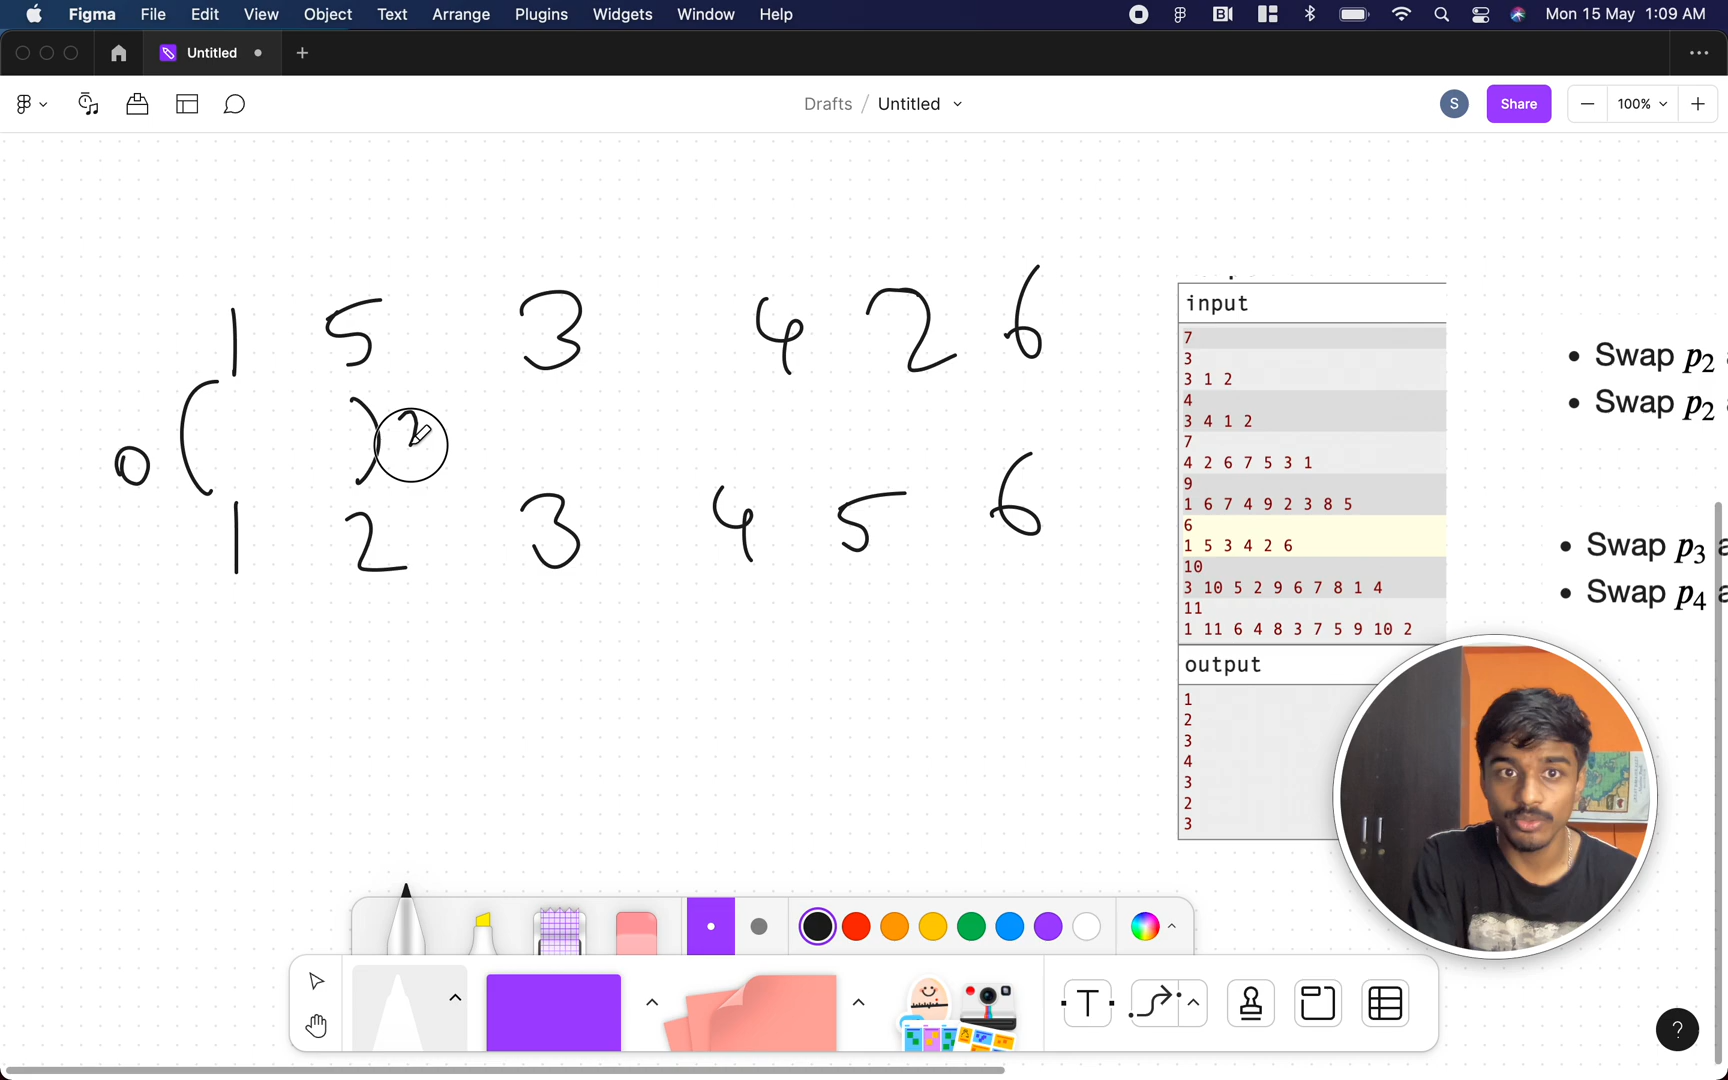 Figma File Edit View Object Text Arrange Plugins Widgets Window Help Mon 15 May 1:09 AM
Untitled
Drafts / Untitled S Share 100%
1 5 3 4 2 6
( ) 2
0
1 2 3 4 5 6
input
7
3
3 1 2
4
3 4 1 2
7
4 2 6 7 5 3 1
9
1 6 7 4 9 2 3 8 5
6
1 5 3 4 2 6
10
3 10 5 2 9 6 7 8 1 4
11
1 11 6 4 8 3 7 5 9 10 2
output
1
2
3
4
3
2
3
• Swap p2
• Swap p2
• Swap p3
• Swap p4
T
?